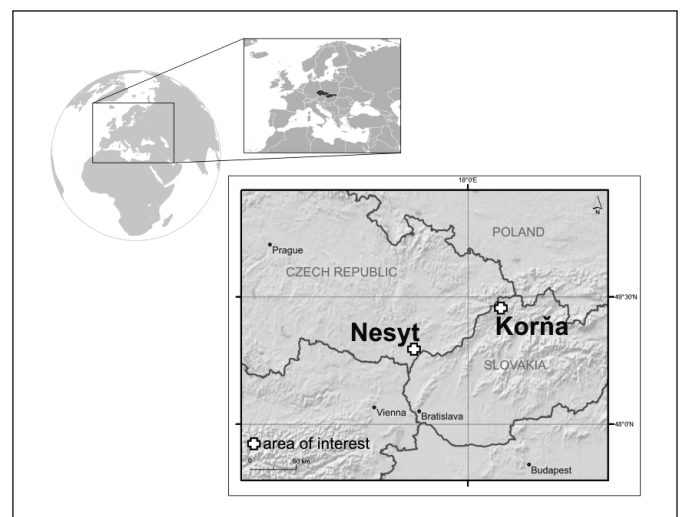 18°0'E
N
POLAND
Prague
CZECH REPUBLIC
49°30'N
Nesyt
Korňa
SLOVAKIA
Vienna
Bratislava
48°0'N
area of interest
0
50 km
Budapest